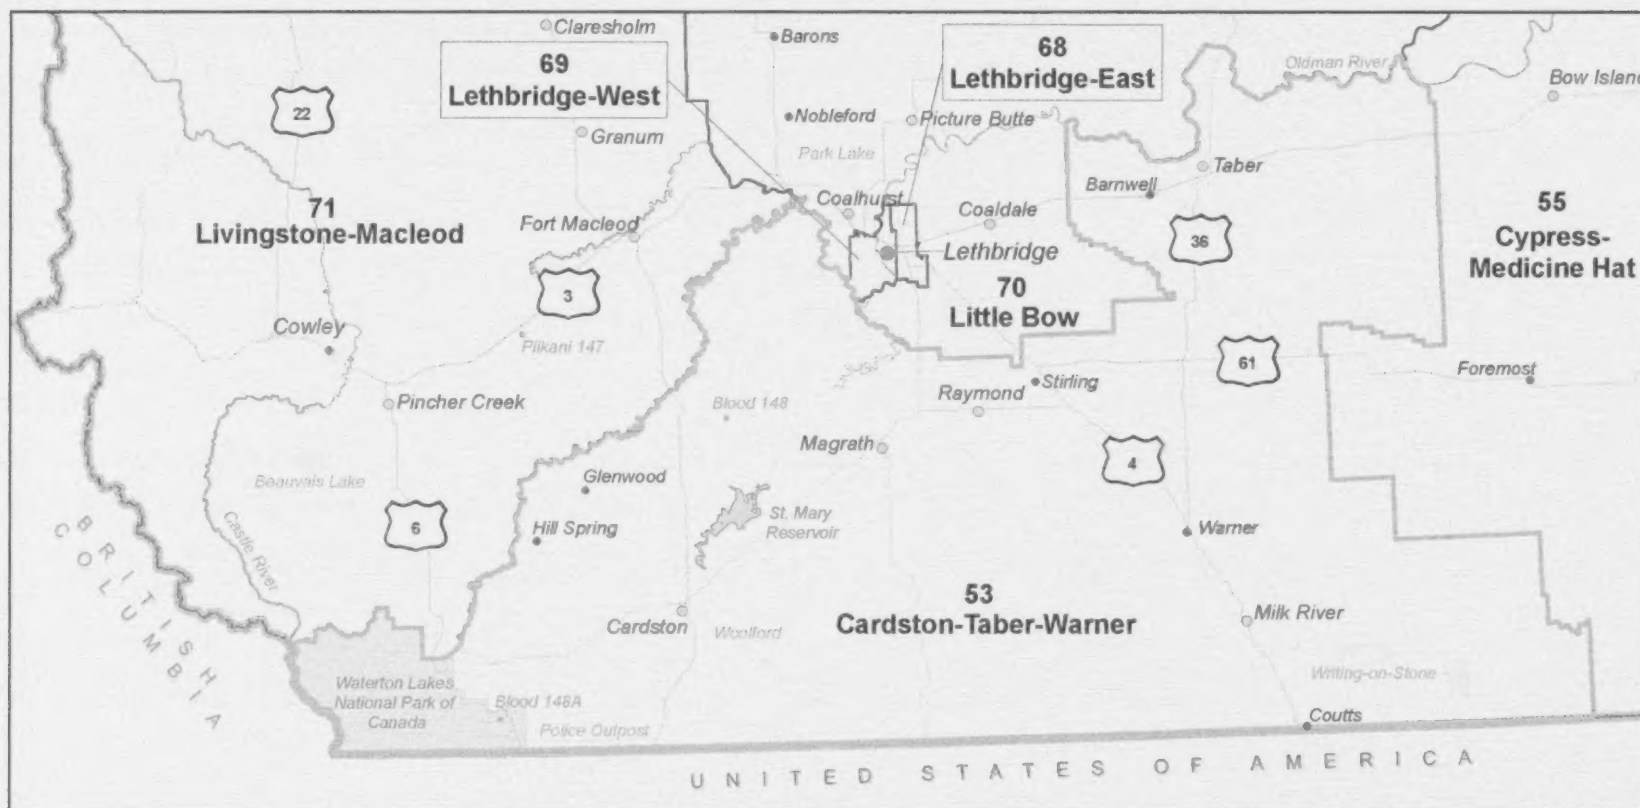 Claresholm
Barons
69
Lethbridge-West
68
Lethbridge-East
Oldman River
Bow Island
22
Granum
Nobleford
Picture Butte
Park Lake
Taber
Barnwell
71
Livingstone-Macleod
Fort Macleod
Coalhurst
Coaldale
36
55
Cypress-
Medicine Hat
Lethbridge
3
70
Little Bow
Cowley
Piikani 147
61
Foremost
Pincher Creek
Blood 148
Raymond
Stirling
Magrath
4
Beauvais Lake
Glenwood
6
Castle River
Hill Spring
St. Mary
Reservoir
Warner
BRITISH
COLUMBIA
53
Cardston-Taber-Warner
Cardston
Woolford
Milk River
Waterton Lakes
National Park of
Canada
Blood 148A
Police Outpost
Writing-on-Stone
Coutts
UNITED STATES OF AMERICA